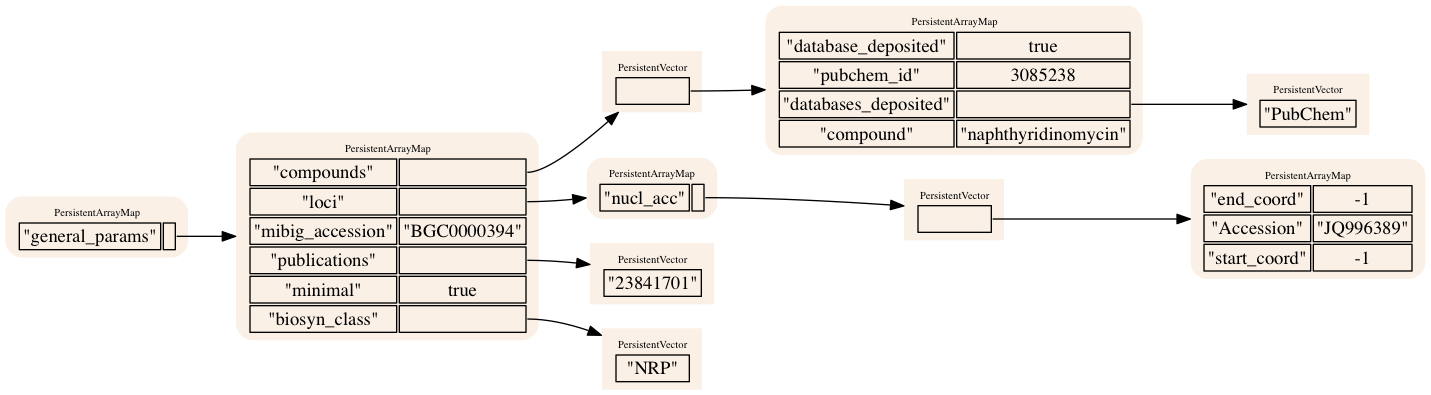 PersistentArrayMap
"general_params"
PersistentArrayMap
"compounds"
"loci"
"mibig_accession" "BGC0000394"
"publications"
"minimal" true
"biosyn_class"
PersistentVector
PersistentArrayMap
"database_deposited" true
"pubchem_id" 3085238
"databases_deposited"
"compound" "naphthyridinomycin"
PersistentVector
"PubChem"
PersistentArrayMap
"nucl_acc"
PersistentVector
PersistentArrayMap
"end_coord" -1
"Accession" "JQ996389"
"start_coord" -1
PersistentVector
"23841701"
PersistentVector
"NRP"